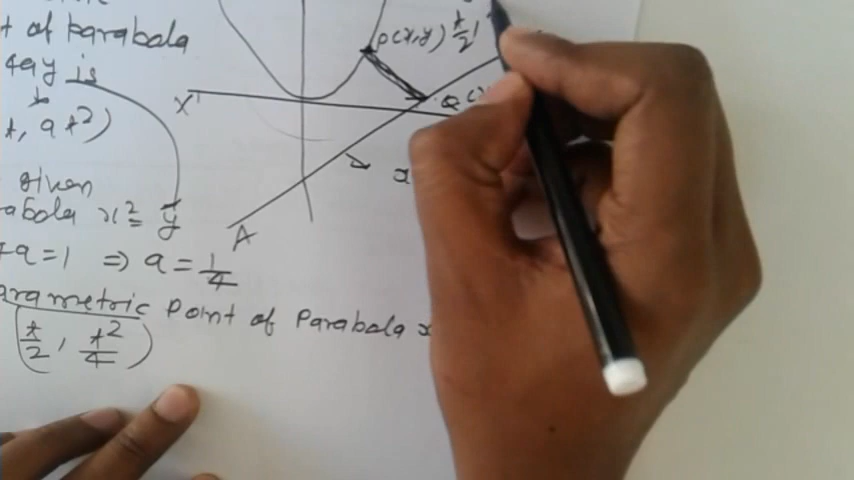 t of parabola
4ay is
t, at²)
P(x,y) t/2,
X'
Q(
x
given
abola x² = y
A
4a = 1 ⇒ a = 1/4
arametric Point of Parabola x
(t/2, t²/4)